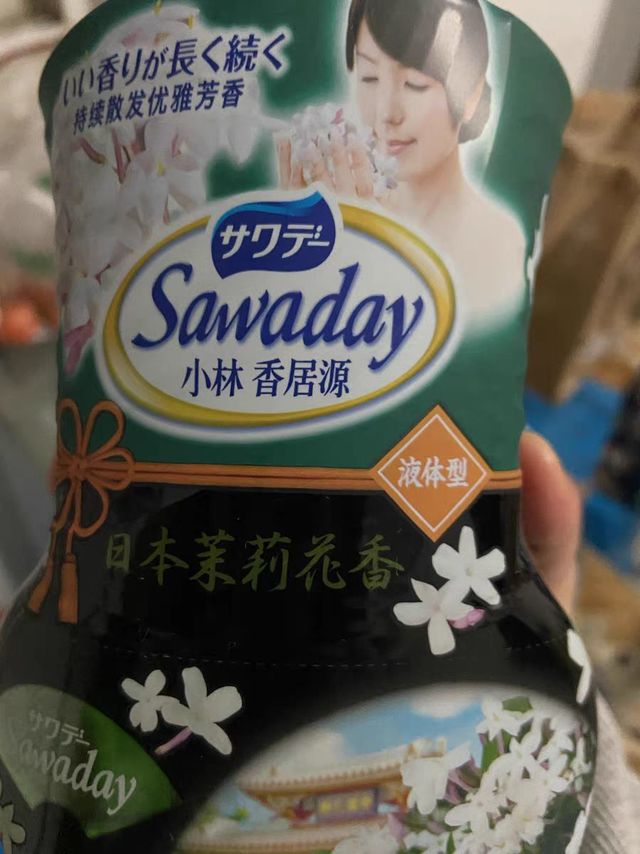 いい香りが長く続く
持续散发优雅芳香
サワデー
Sawaday
小林 香居源
液体型
日本茉莉花香
サワデー
Sawaday